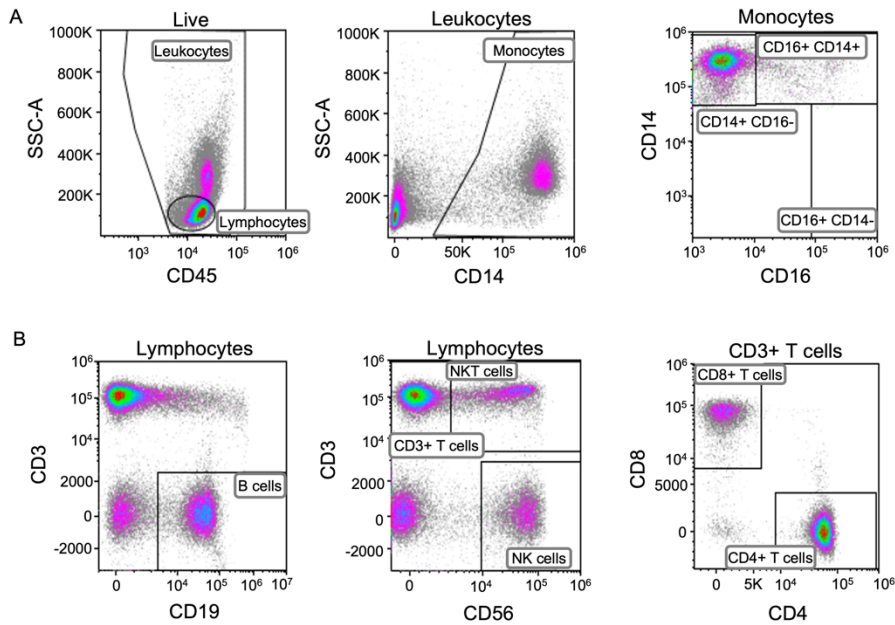 A
Live
Leukocytes
Monocytes
1000K
800K
600K
400K
200K
SSC-A
Leukocytes
Lymphocytes
10³
10⁴
10⁵
10⁶
CD45
1000K
800K
600K
400K
200K
SSC-A
Monocytes
0
50K
10⁵
10⁶
CD14
10⁶
10⁵
10⁴
10³
CD14
CD16+ CD14+
CD14+ CD16-
CD16+ CD14-
10³
10⁴
10⁵
10⁶
CD16
B
Lymphocytes
Lymphocytes
CD3+ T cells
10⁶
10⁵
10⁴
2000
0
-2000
CD3
B cells
0
10⁴
10⁵
10⁶
10⁷
CD19
10⁶
10⁵
10⁴
2000
0
-2000
CD3
NKT cells
CD3+ T cells
NK cells
0
10⁴
10⁵
10⁶
CD56
10⁶
10⁵
10⁴
5000
0
CD8
CD8+ T cells
CD4+ T cells
0
5K
10⁴
10⁵
10⁶
CD4